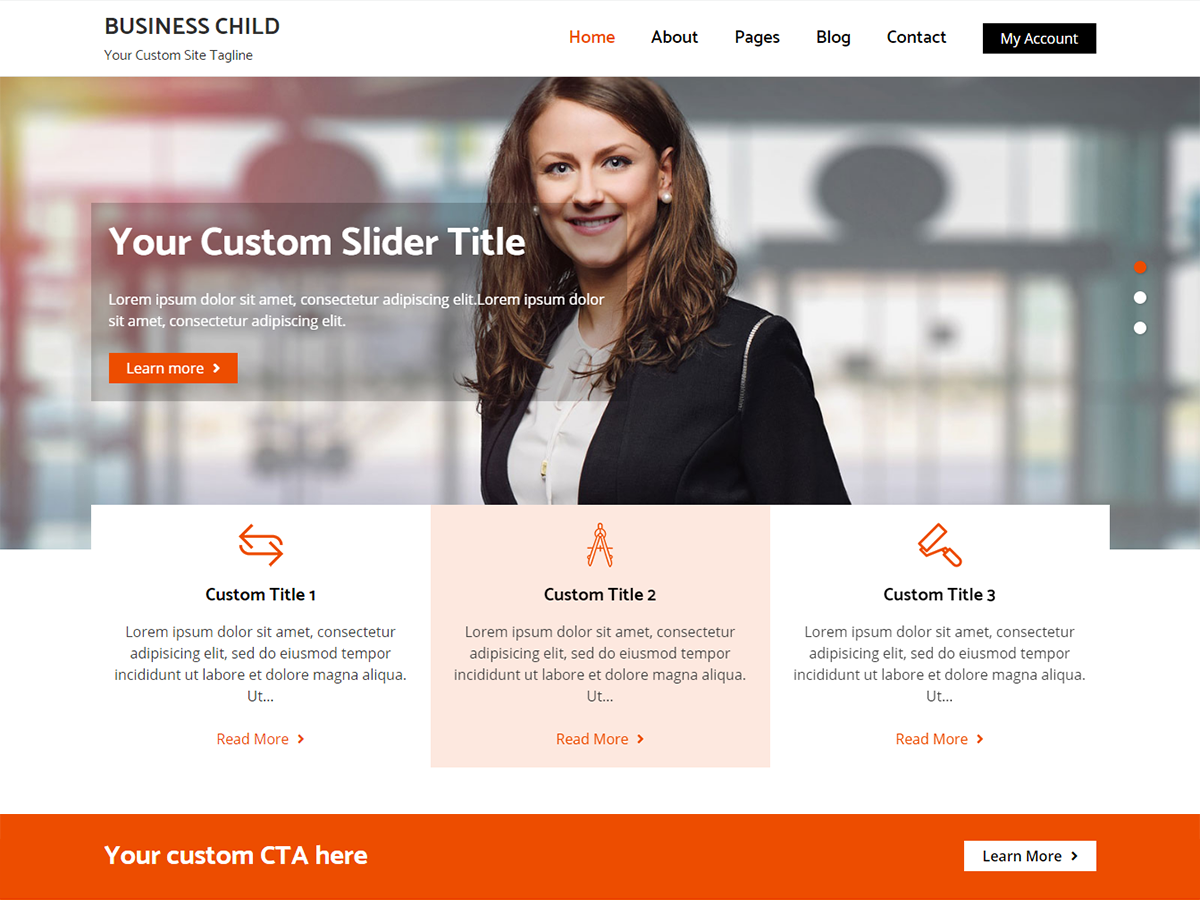 BUSINESS CHILD
Your Custom Site Tagline
Home About Pages Blog Contact My Account
Your Custom Slider Title
Lorem ipsum dolor sit amet, consectetur adipiscing elit.Lorem ipsum dolor
sit amet, consectetur adipiscing elit.
Learn more
Custom Title 1
Lorem ipsum dolor sit amet, consectetur
adipisicing elit, sed do eiusmod tempor
incididunt ut labore et dolore magna aliqua.
Ut...
Read More
Custom Title 2
Lorem ipsum dolor sit amet, consectetur
adipisicing elit, sed do eiusmod tempor
incididunt ut labore et dolore magna aliqua.
Ut...
Read More
Custom Title 3
Lorem ipsum dolor sit amet, consectetur
adipisicing elit, sed do eiusmod tempor
incididunt ut labore et dolore magna aliqua.
Ut...
Read More
Your custom CTA here
Learn More